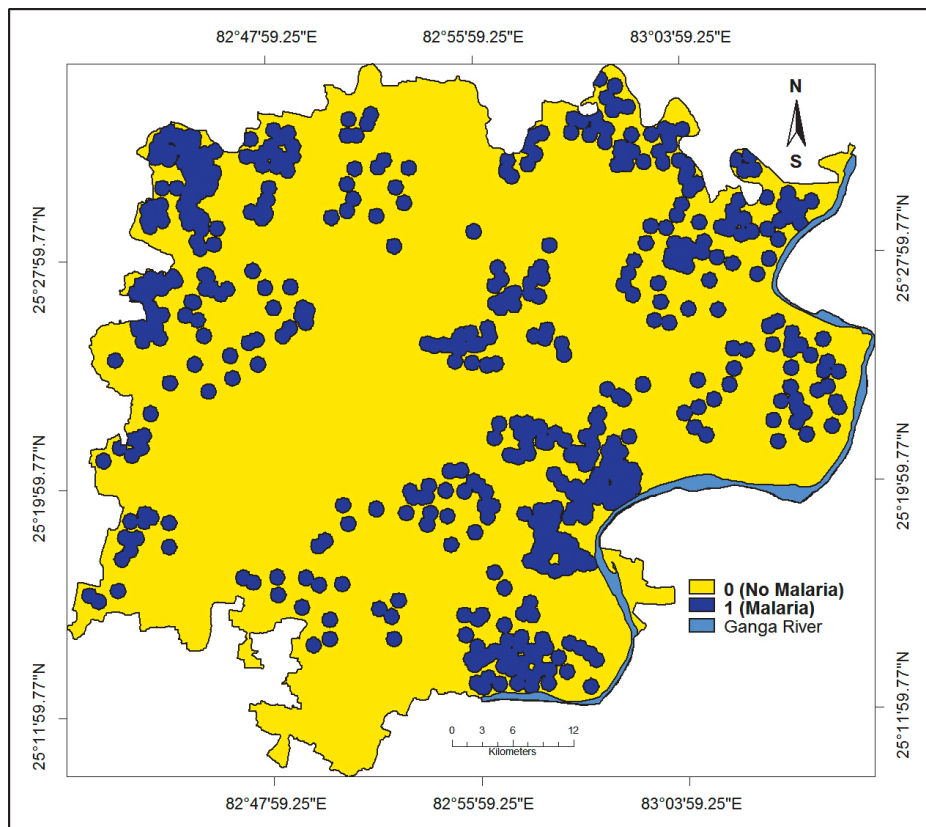 82°47'59.25"E 82°55'59.25"E 83°03'59.25"E
N
S
25°27'59.77"N 25°27'59.77"N
25°19'59.77"N 25°19'59.77"N
0 (No Malaria)
1 (Malaria)
Ganga River
25°11'59.77"N 25°11'59.77"N
0 3 6 12
Kilometers
82°47'59.25"E 82°55'59.25"E 83°03'59.25"E